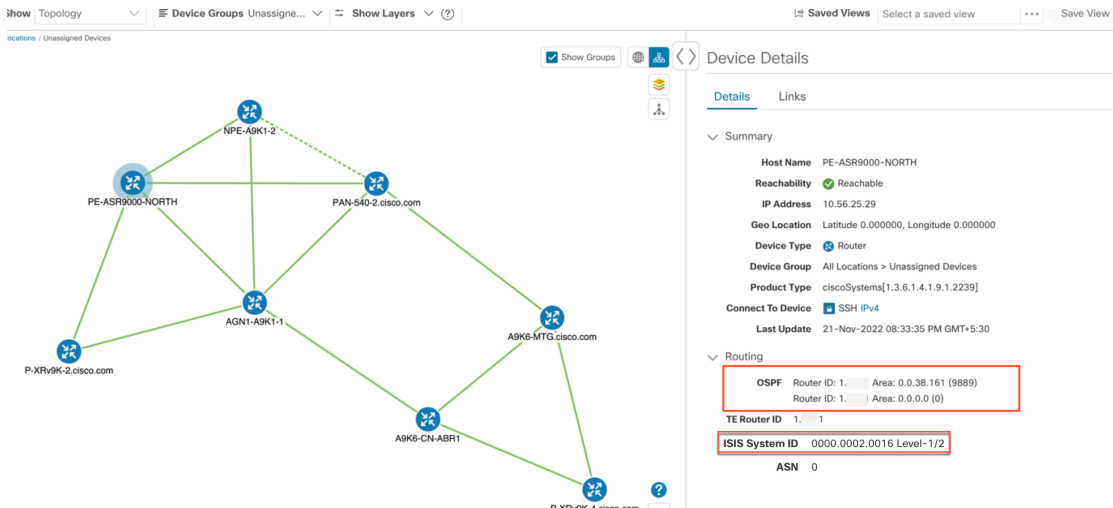 Show Topology
Device Groups Unassigne...
Show Layers
?
Saved Views Select a saved view ... Save View
ocations / Unassigned Devices
Show Groups
Device Details
Details Links
Summary
Host Name PE-ASR9000-NORTH
Reachability Reachable
IP Address 10.56.25.29
Geo Location Latitude 0.000000, Longitude 0.000000
Device Type Router
Device Group All Locations > Unassigned Devices
Product Type ciscoSystems[1.3.6.1.4.1.9.1.2239]
Connect To Device SSH IPv4
Last Update 21-Nov-2022 08:33:35 PM GMT+5:30
Routing
OSPF Router ID: 1. Area: 0.0.38.161 (9889)
Router ID: 1. Area: 0.0.0.0 (0)
TE Router ID 1. 1
ISIS System ID 0000.0002.0016 Level-1/2
ASN 0
NPE-A9K1-2
PE-ASR9000-NORTH
PAN-540-2.cisco.com
AGN1-A9K1-1
A9K6-MTG.cisco.com
P-XRv9K-2.cisco.com
A9K6-CN-ABR1
P-XRv9K-4.cisco.com
?